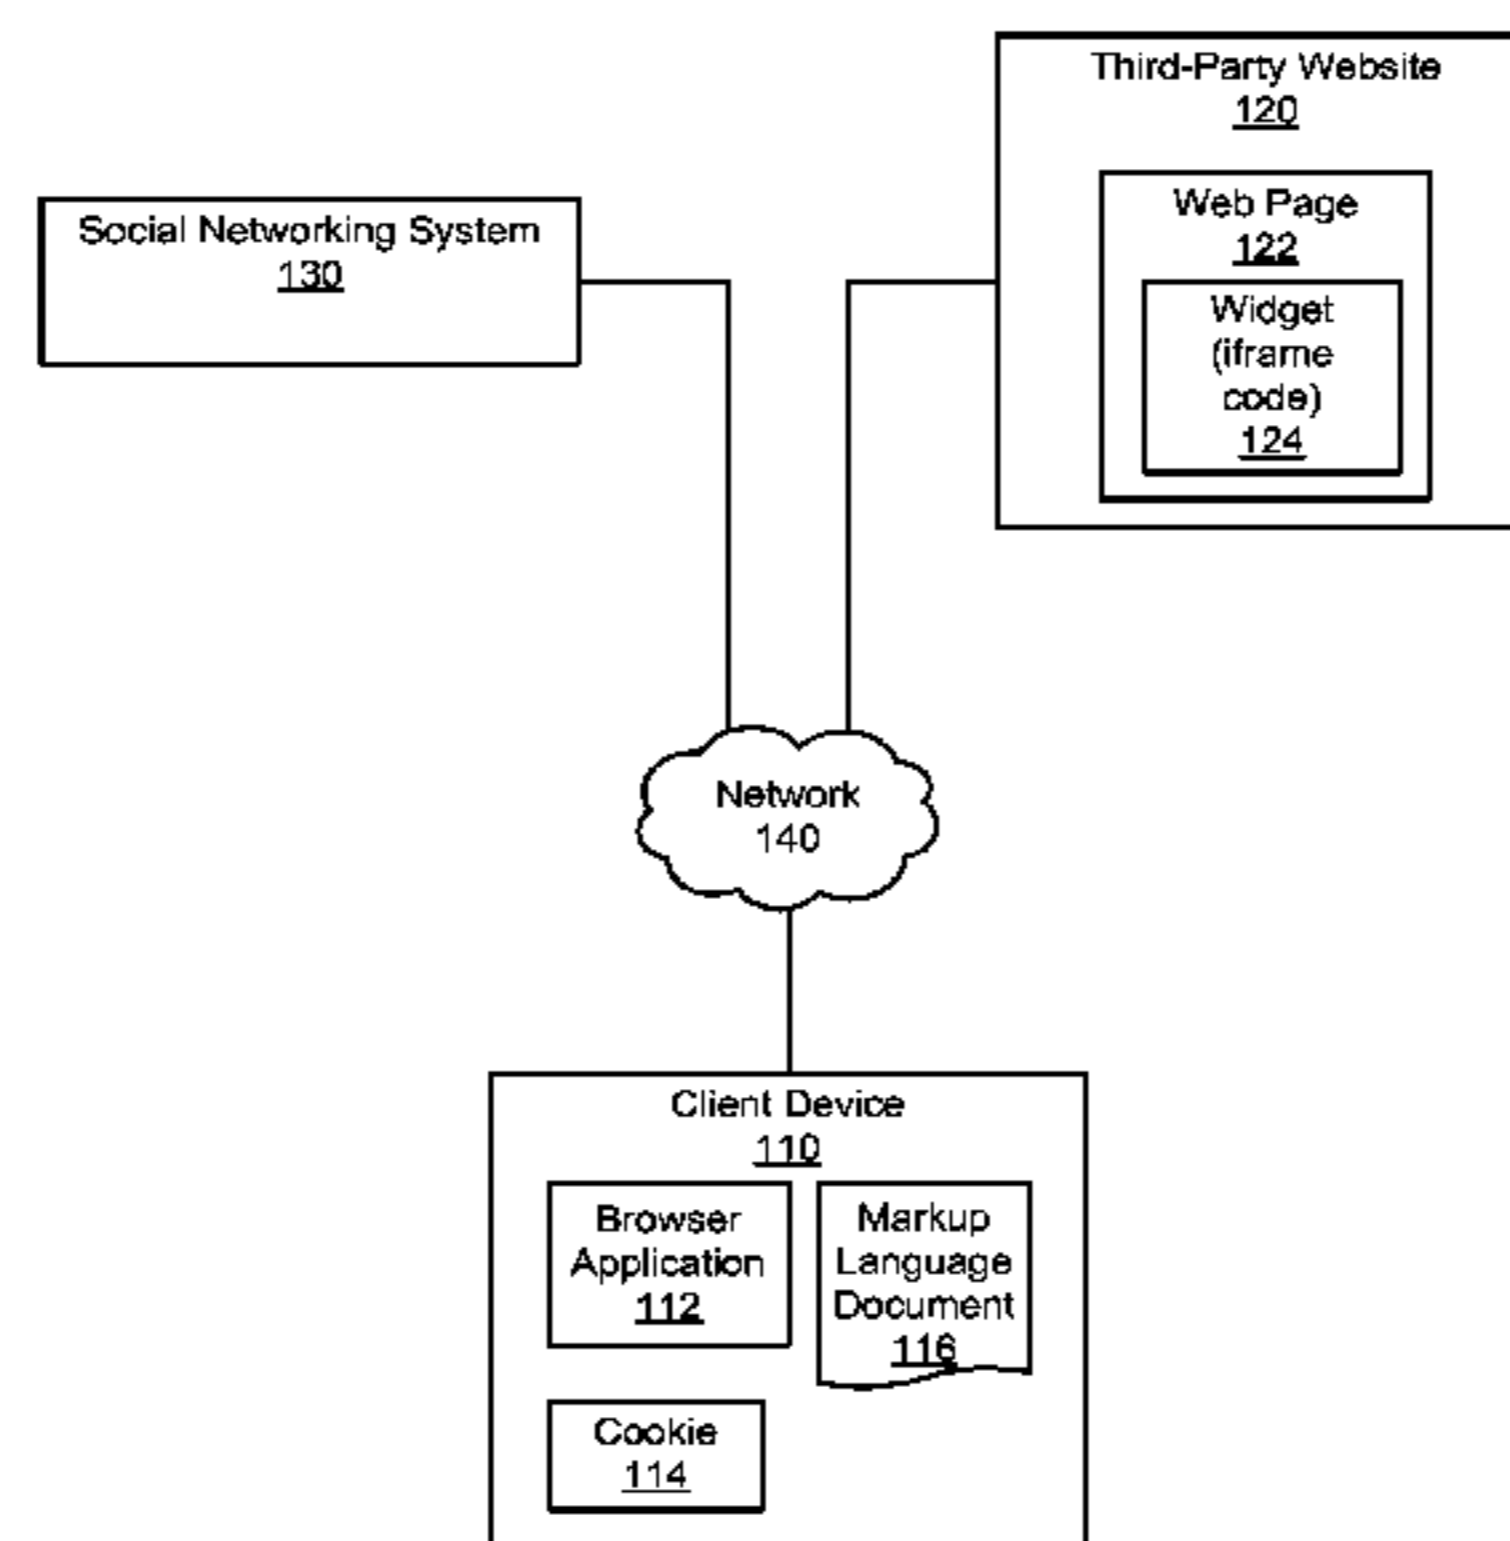 Third-Party Website
120
Web Page
122
Widget
(iframe
code)
124
Social Networking System
130
Network
140
Client Device
110
Browser
Application
112
Markup
Language
Document
116
Cookie
114